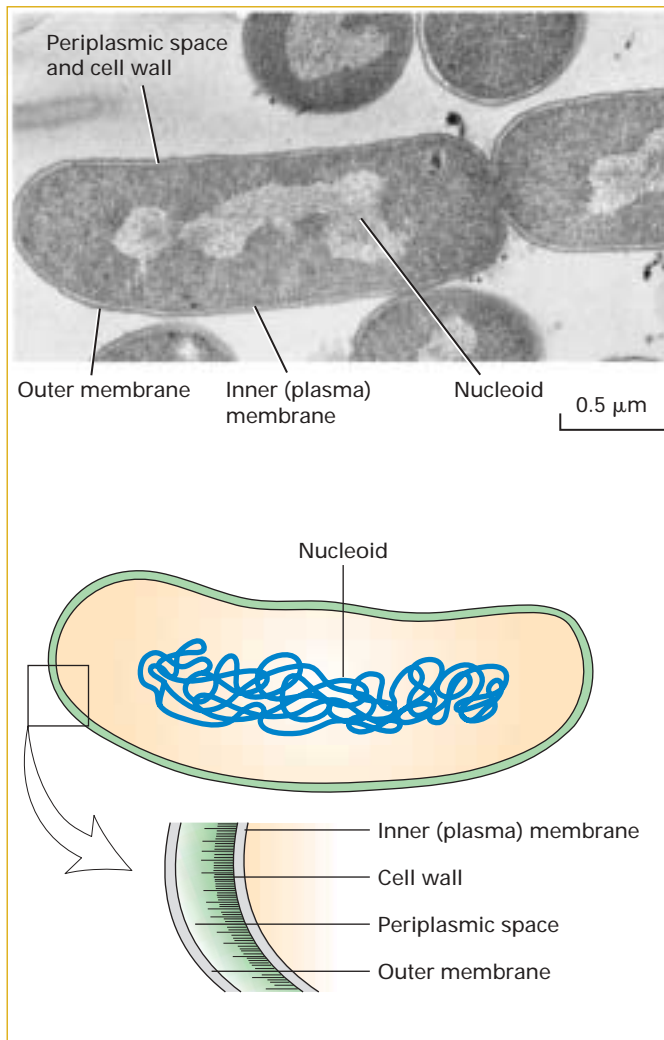 Periplasmic space
and cell wall
Outer membrane
Inner (plasma)
membrane
Nucleoid
0.5 μm
Nucleoid
Inner (plasma) membrane
Cell wall
Periplasmic space
Outer membrane